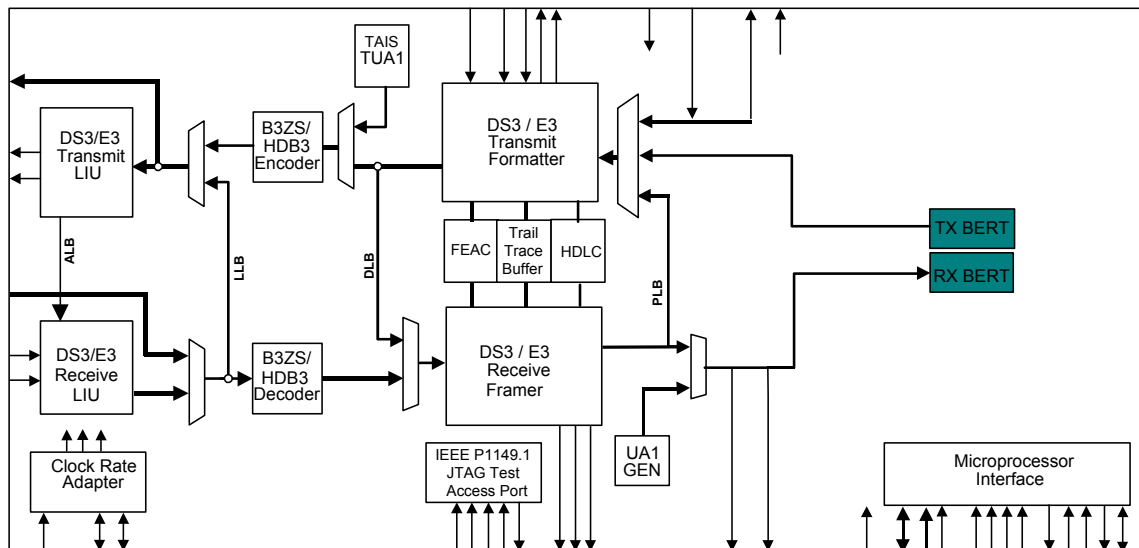 TAIS
TUA1
DS3/E3
Transmit
LIU
B3ZS/
HDB3
Encoder
DS3 / E3
Transmit
Formatter
TX BERT
RX BERT
FEAC
Trail
Trace
Buffer
HDLC
ALB
LLB
DLB
PLB
DS3/E3
Receive
LIU
B3ZS/
HDB3
Decoder
DS3 / E3
Receive
Framer
UA1
GEN
Clock Rate
Adapter
IEEE P1149.1
JTAG Test
Access Port
Microprocessor
Interface